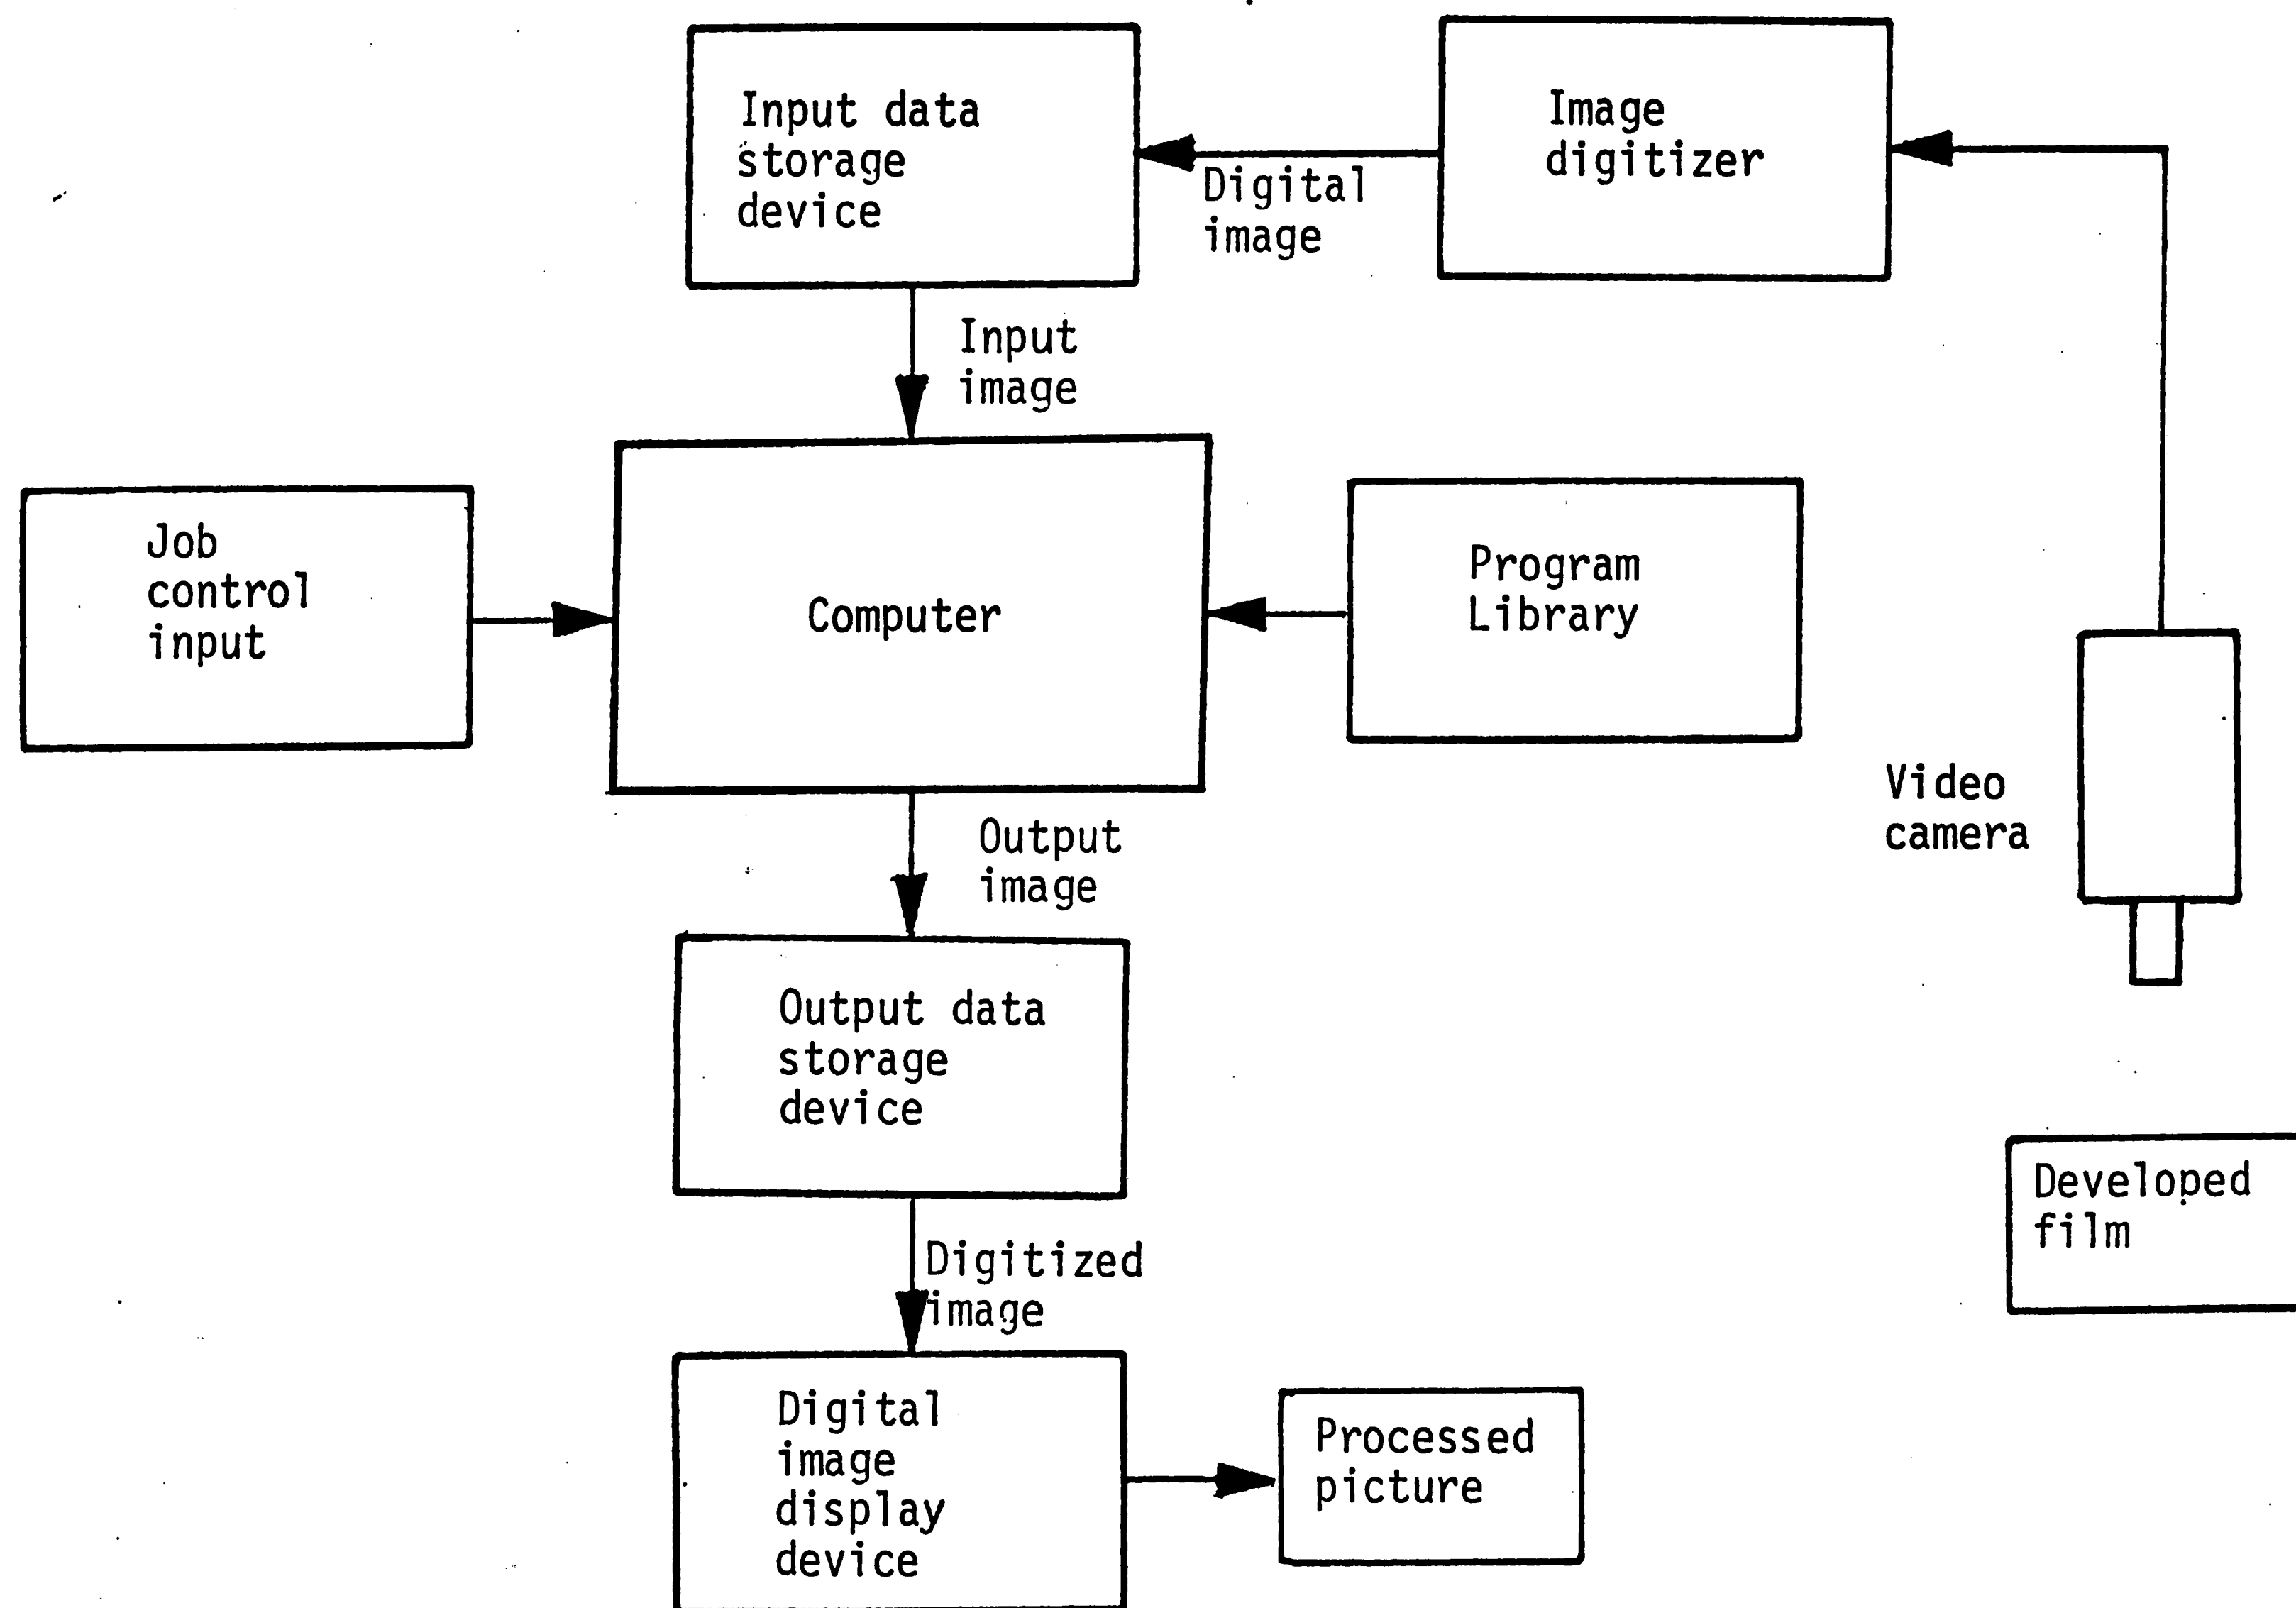 Input data
storage
device
Image
digitizer
Digital
image
Input
image
Job
control
input
Computer
Program
Library
Video
camera
Output
image
Output data
storage
device
Developed
film
Digitized
image
Digital
image
display
device
Processed
picture